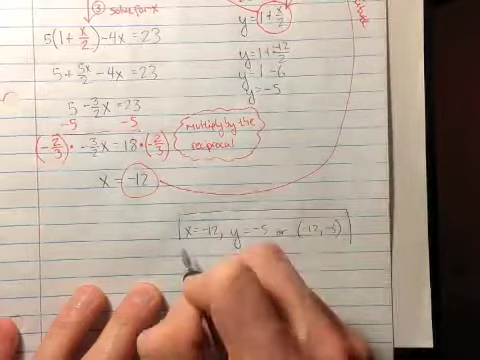 ③ solve for x
5(1+x/2)-4x=23
5+5x/2-4x=23
5-3/2x=23
-5 -5
(-2/3)·-3/2x=18·(-2/3)
x=-12
y=1+x/2
y=1+-12/2
y=1-6
y=-5
multiply by the
reciprocal
x=-12, y=-5 or (-12,-5)